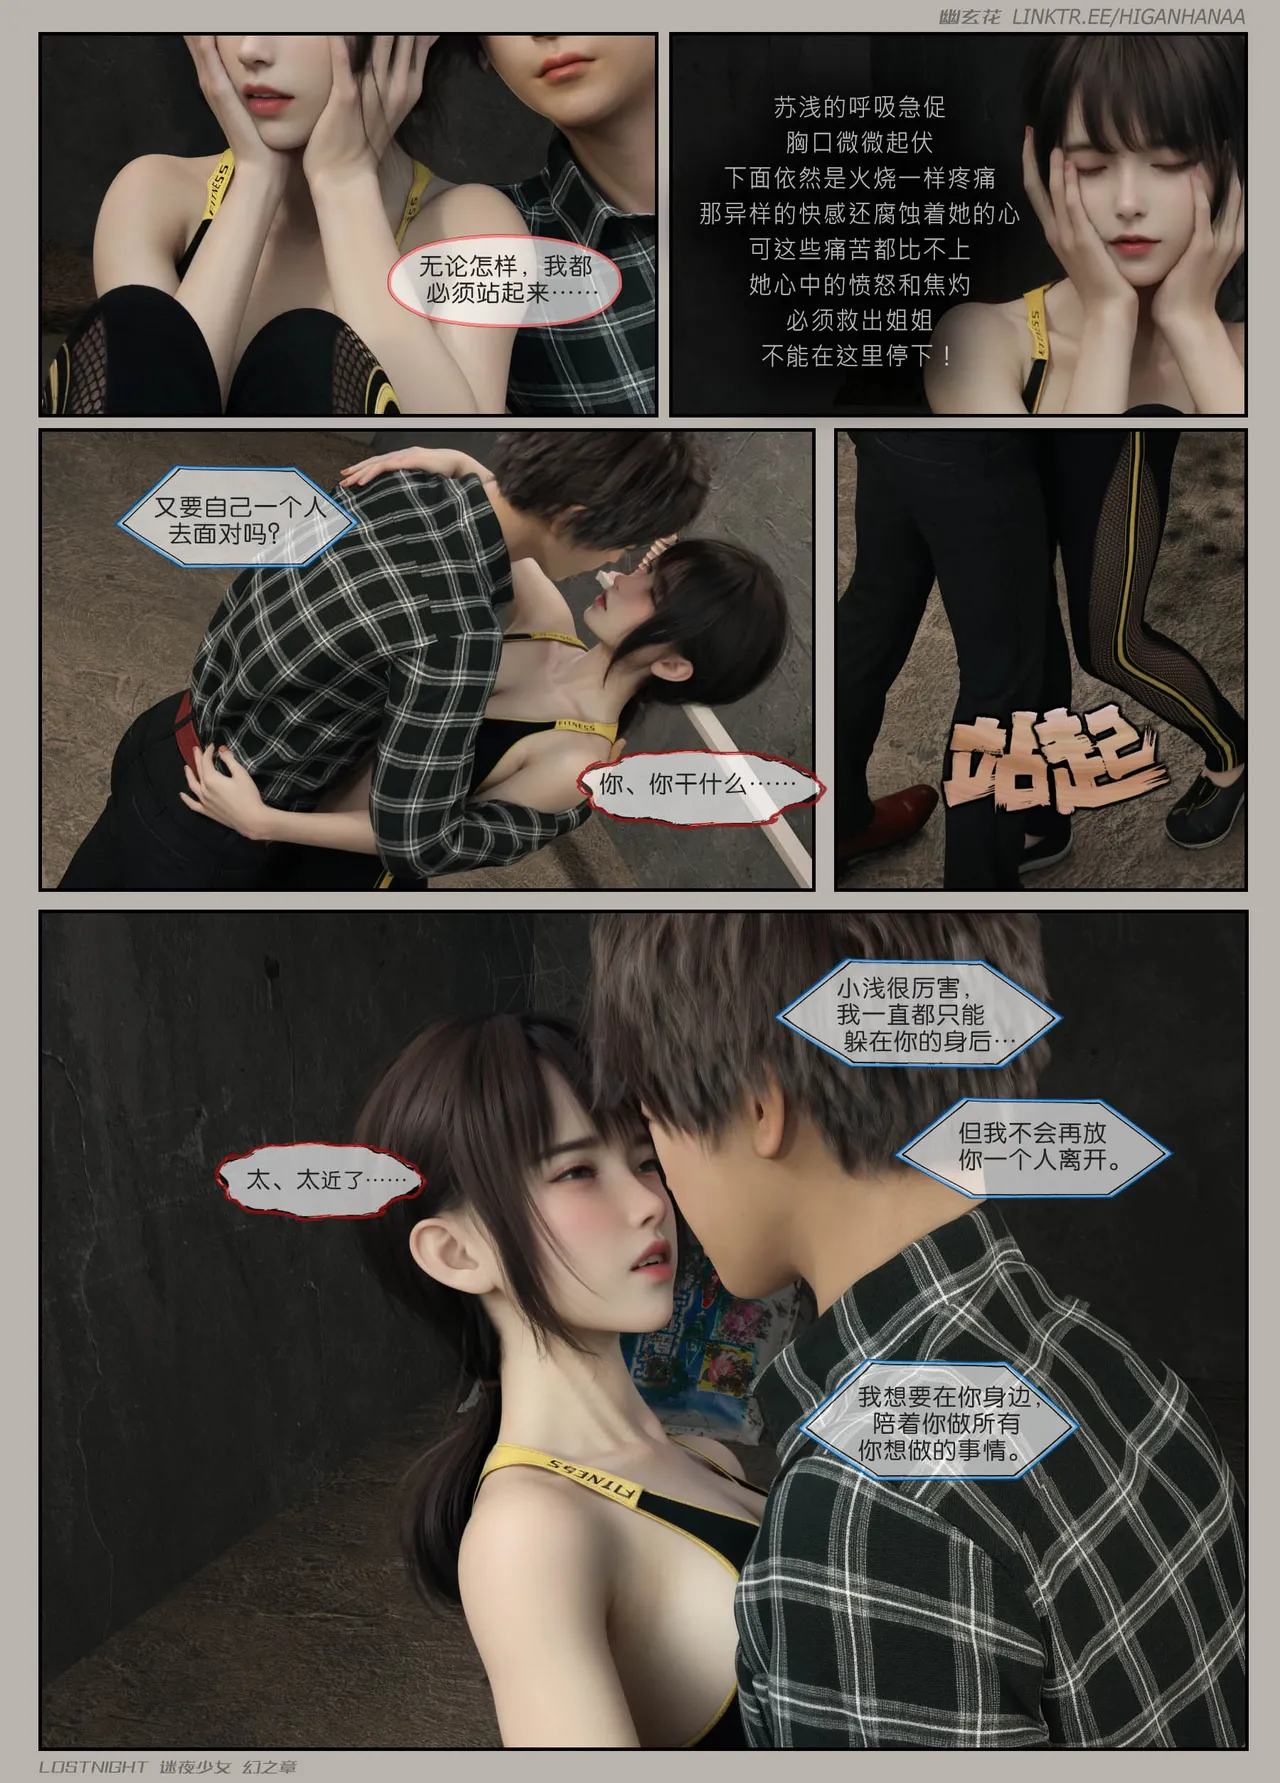 幽玄花 LINKTR.EE/HIGANHANAA
FITNESS
无论怎样，我都
必须站起来……
苏浅的呼吸急促
胸口微微起伏
下面依然是火烧一样疼痛
那异样的快感还腐蚀着她的心
可这些痛苦都比不上
她心中的愤怒和焦灼
必须救出姐姐
不能在这里停下！
又要自己一个人
去面对吗？
FITNESS
你、你干什么……
站起
小浅很厉害，
我一直都只能
躲在你的身后…
但我不会再放
你一个人离开。
太、太近了……
我想要在你身边，
陪着你做所有
你想做的事情。
FITNESS
LOSTNIGHT 迷夜少女 幻之章